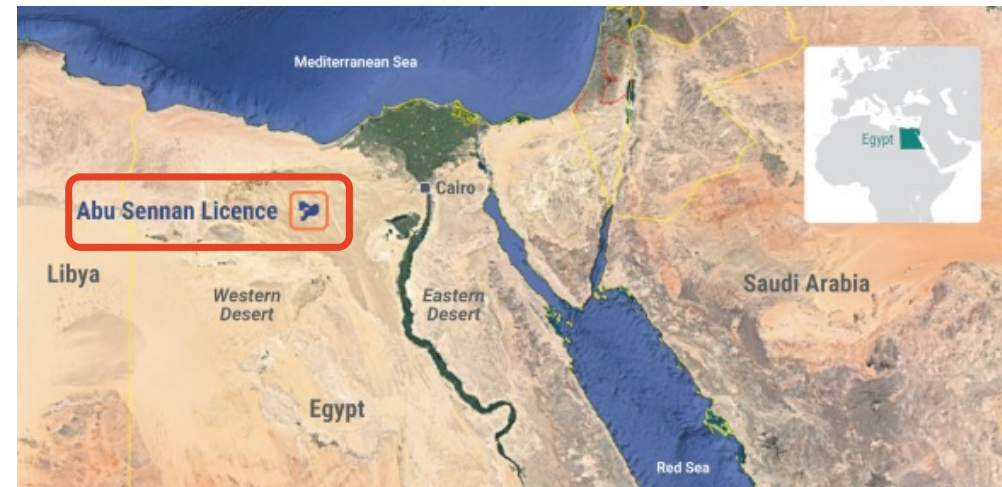 Mediterranean Sea
Egypt
Cairo
Abu Sennan Licence
Libya
Western
Desert
Eastern
Desert
Saudi Arabia
Egypt
Red Sea